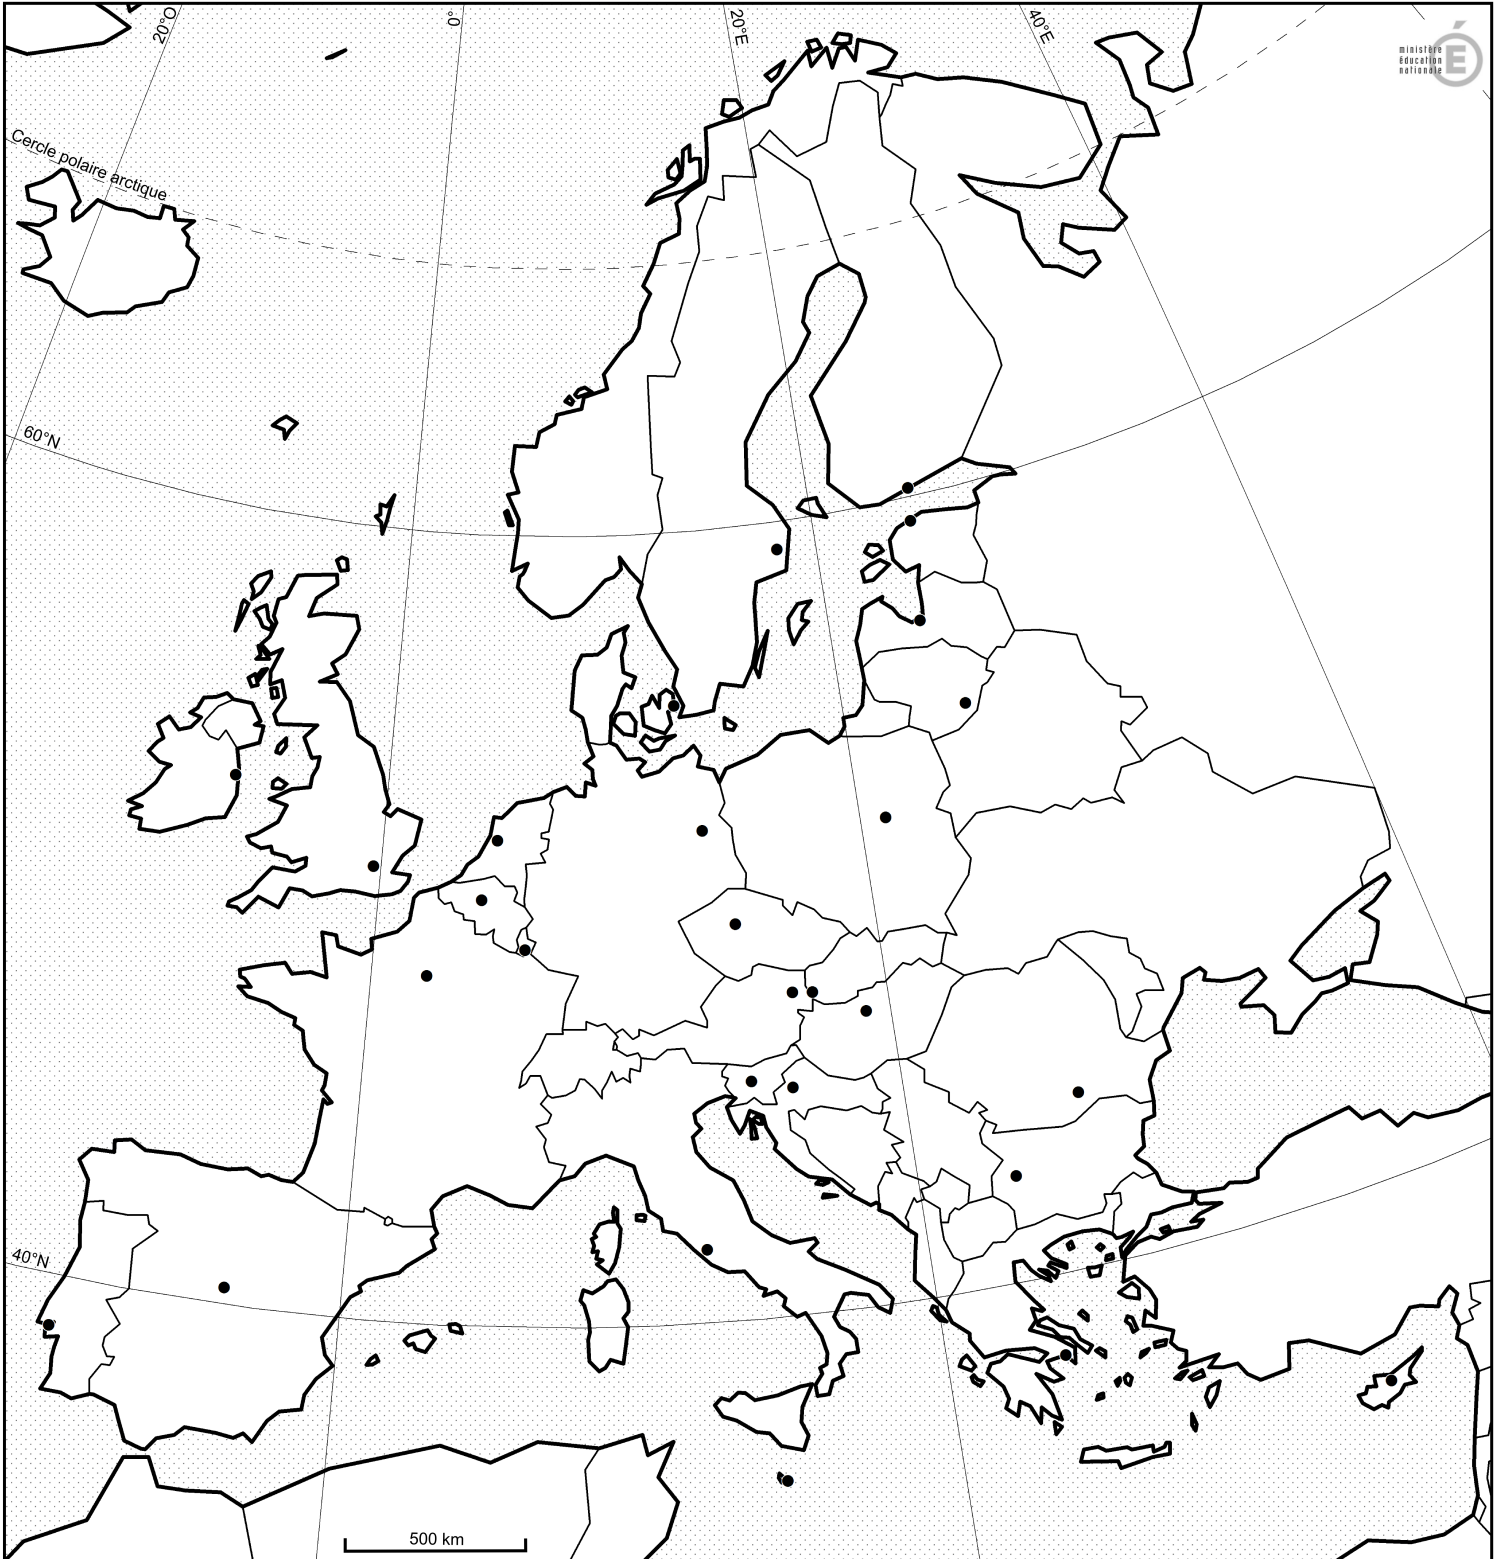 20°O
0°
20°E
40°E
ministère
éducation
nationale
É
Cercle polaire arctique
60°N
40°N
500 km